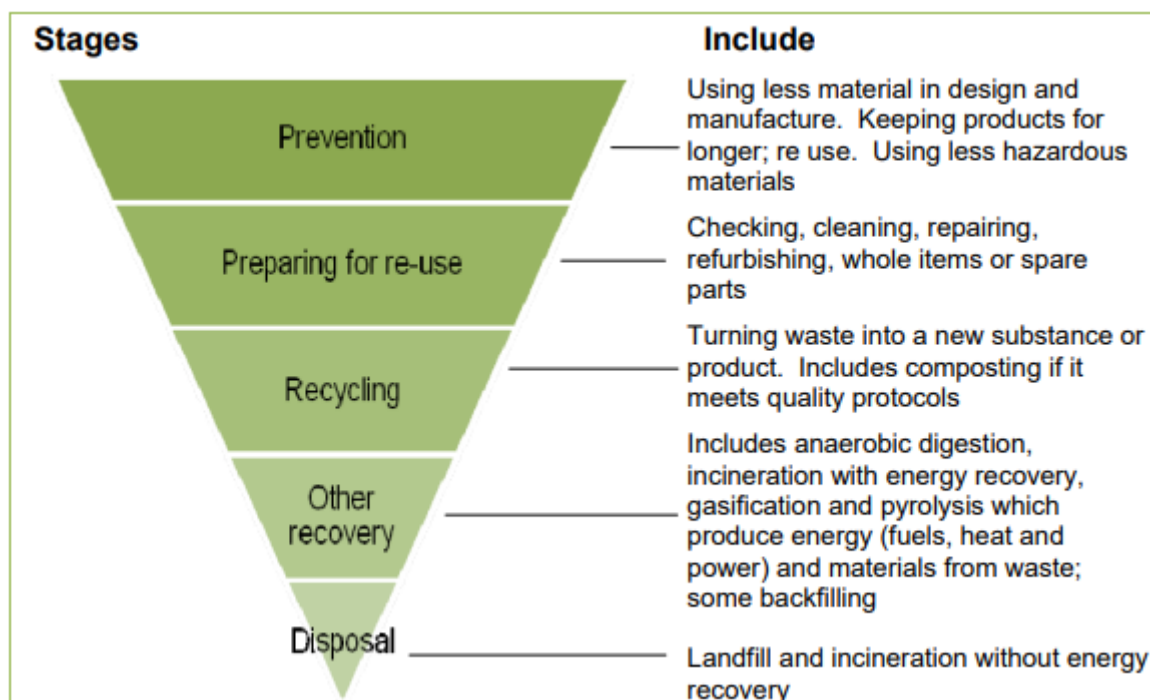 Stages
Include
Prevention
Using less material in design and
manufacture.  Keeping products for
longer; re use.  Using less hazardous
materials
Preparing for re-use
Checking, cleaning, repairing,
refurbishing, whole items or spare
parts
Recycling
Turning waste into a new substance or
product.  Includes composting if it
meets quality protocols
Other
recovery
Includes anaerobic digestion,
incineration with energy recovery,
gasification and pyrolysis which
produce energy (fuels, heat and
power) and materials from waste;
some backfilling
Disposal
Landfill and incineration without energy
recovery